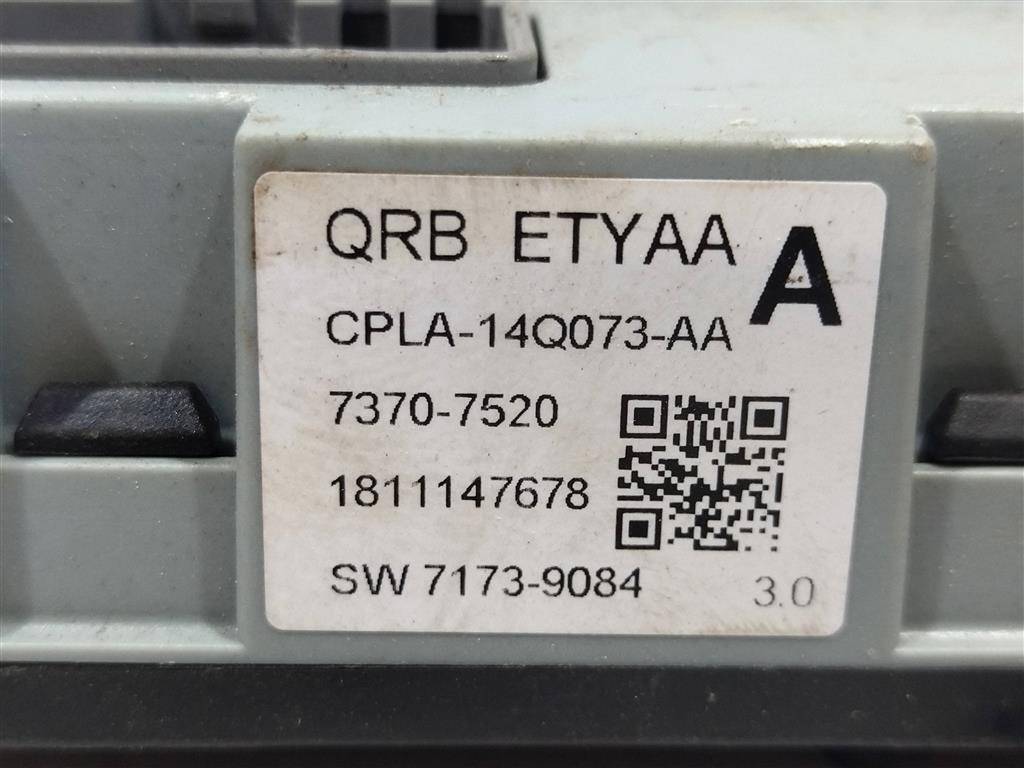 QRB ETYAA
A
CPLA-14Q073-AA
7370-7520
1811147678
SW 7173-9084
3.0